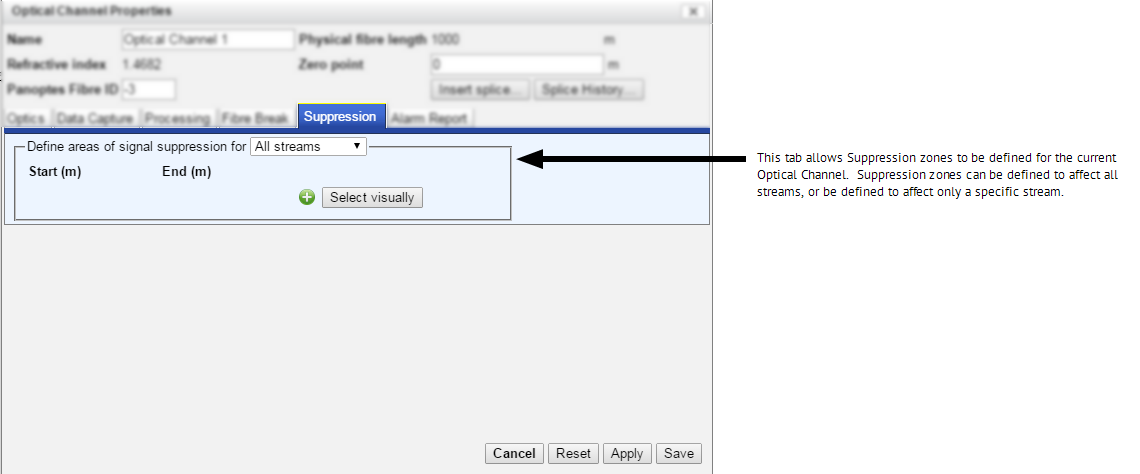 Optical Channel Properties
Name Optical Channel 1 Physical fibre length 1000 m
Refractive index 1.4682 Zero point 0 m
Panoptes Fibre ID -3 Insert splice... Splice History...
Optics Data Capture Processing Fibre Break Suppression Alarm Report
Define areas of signal suppression for All streams
Start (m) End (m)
Select visually
This tab allows Suppression zones to be defined for the current
Optical Channel. Suppression zones can be defined to affect all
streams, or be defined to affect only a specific stream.
Cancel Reset Apply Save